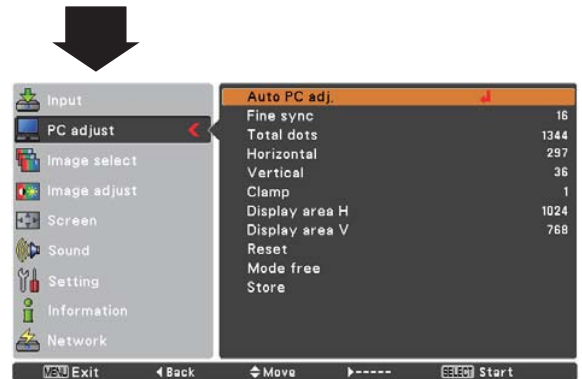 Input
PC adjust
Image select
Image adjust
Screen
Sound
Setting
Information
Network
Auto PC adj.
Fine sync 16
Total dots 1344
Horizontal 297
Vertical 36
Clamp 1
Display area H 1024
Display area V 768
Reset
Mode free
Store
MENU Exit Back Move ----- SELECT Start